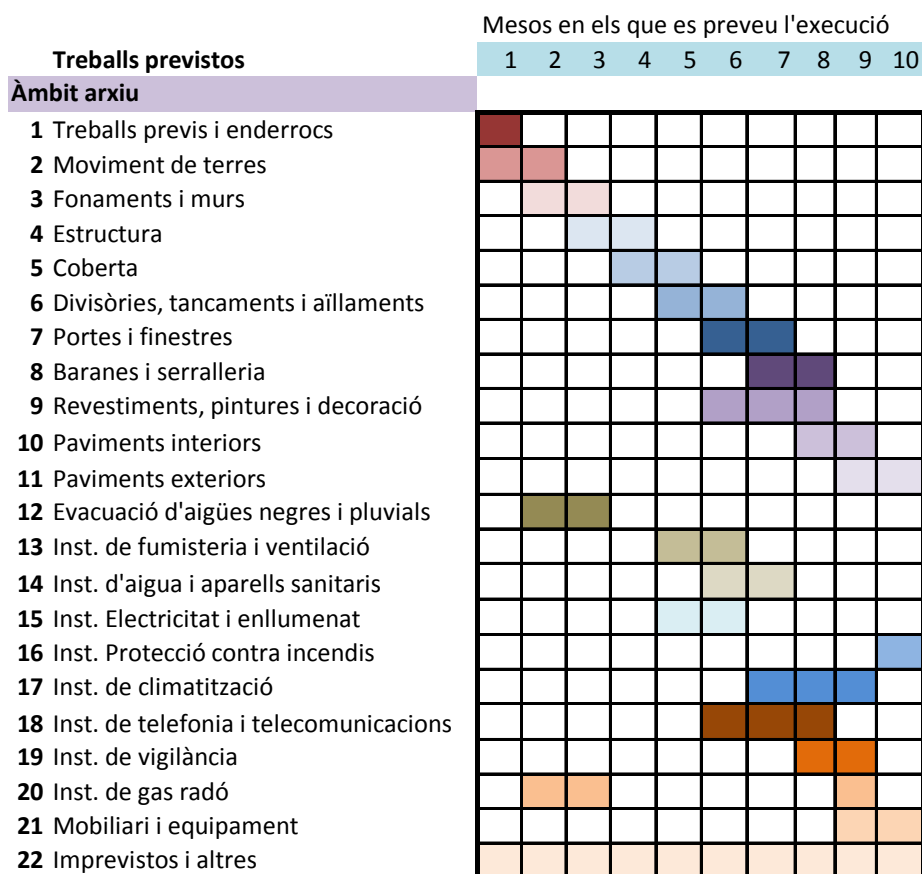 Mesos en els que es preveu l'execució
Treballs previstos 1 2 3 4 5 6 7 8 9 10
Àmbit arxiu
1 Treballs previs i enderrocs
2 Moviment de terres
3 Fonaments i murs
4 Estructura
5 Coberta
6 Divisòries, tancaments i aïllaments
7 Portes i finestres
8 Baranes i serralleria
9 Revestiments, pintures i decoració
10 Paviments interiors
11 Paviments exteriors
12 Evacuació d'aigües negres i pluvials
13 Inst. de fumisteria i ventilació
14 Inst. d'aigua i aparells sanitaris
15 Inst. Electricitat i enllumenat
16 Inst. Protecció contra incendis
17 Inst. de climatització
18 Inst. de telefonia i telecomunicacions
19 Inst. de vigilància
20 Inst. de gas radó
21 Mobiliari i equipament
22 Imprevistos i altres